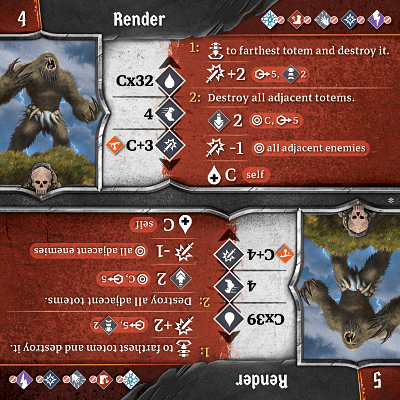 4 Render
1: to farthest totem and destroy it.
Cx32
+2 5, 2
2: Destroy all adjacent totems.
4
2 C, 5
C+3
-1 all adjacent enemies
C self
5 Render
1: to farthest totem and destroy it.
Cx39
+2 5, 2
2: Destroy all adjacent totems.
4
2 C, 5
C+4
-1 all adjacent enemies
C self